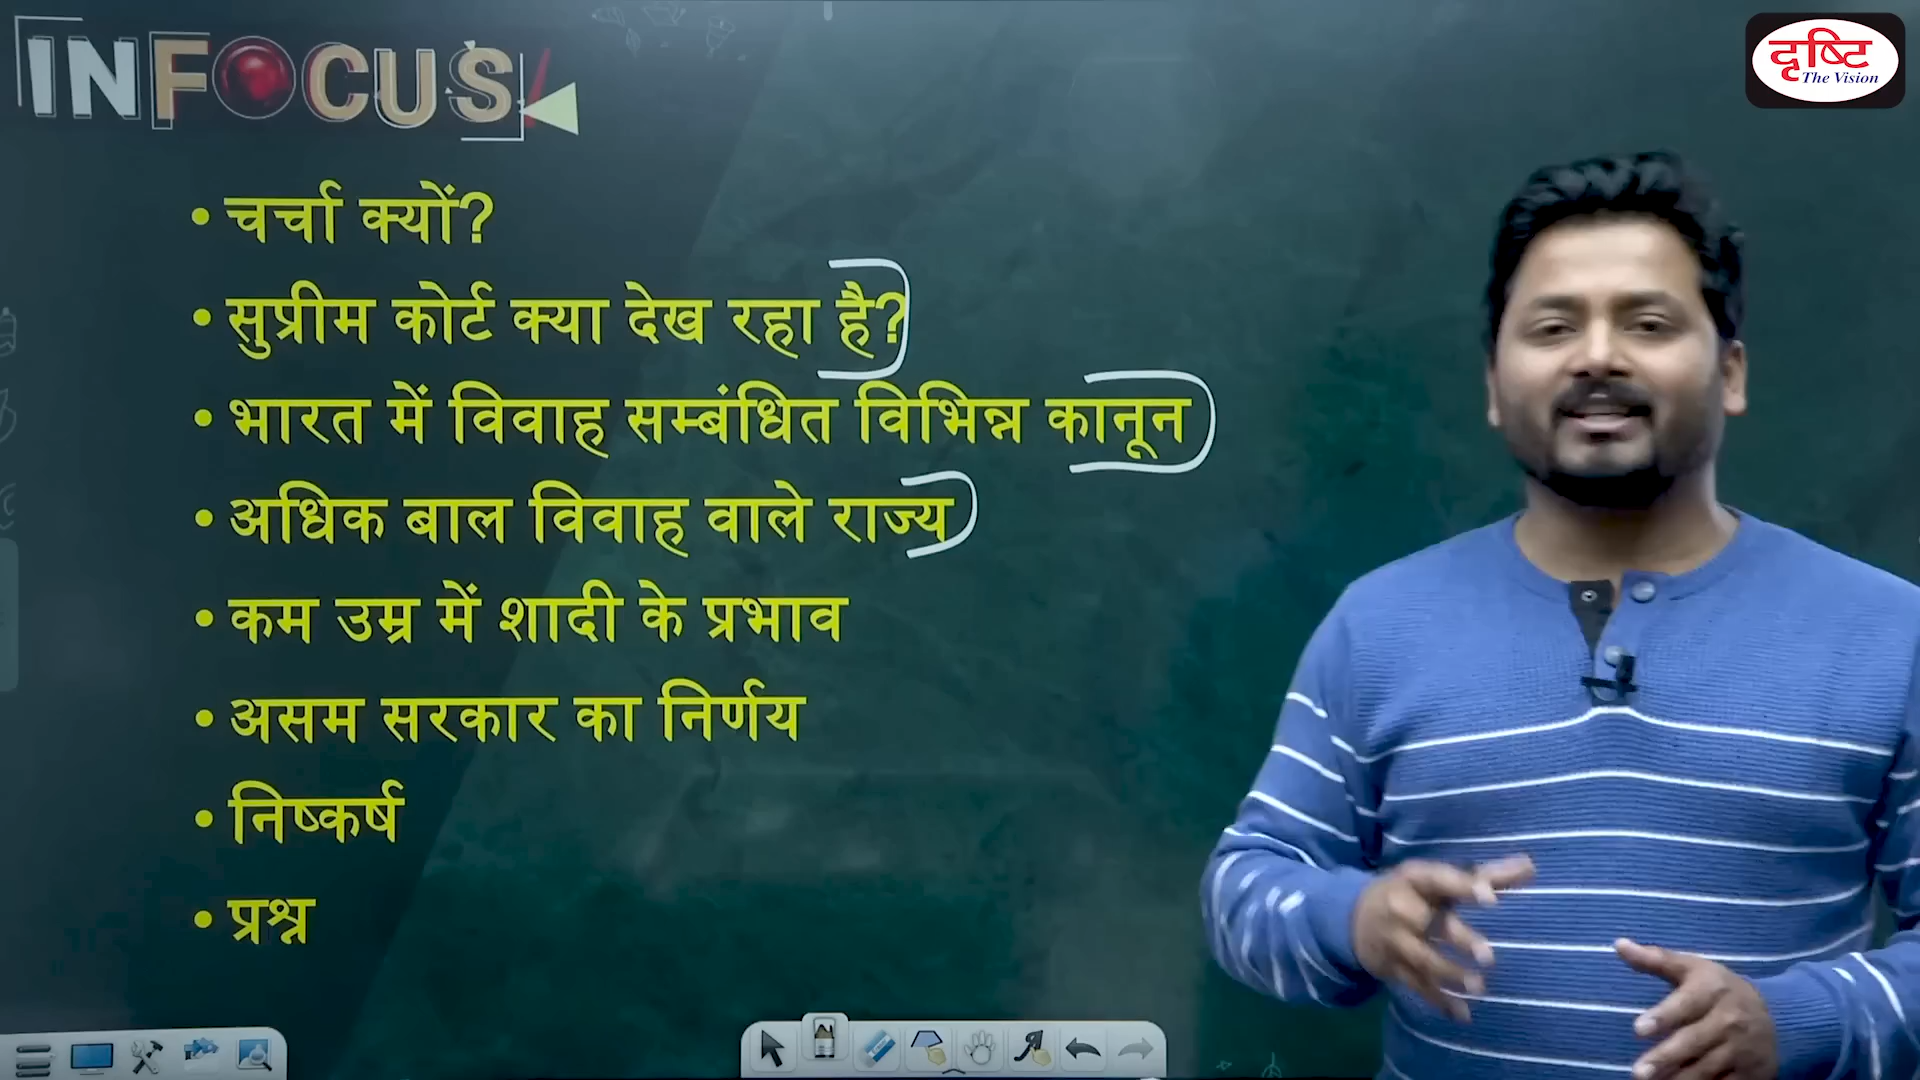 INFOCUS
दृष्टि
The Vision
• चर्चा क्यों?
• सुप्रीम कोर्ट क्या देख रहा है?
• भारत में विवाह सम्बंधित विभिन्न कानून
• अधिक बाल विवाह वाले राज्य
• कम उम्र में शादी के प्रभाव
• असम सरकार का निर्णय
• निष्कर्ष
• प्रश्न